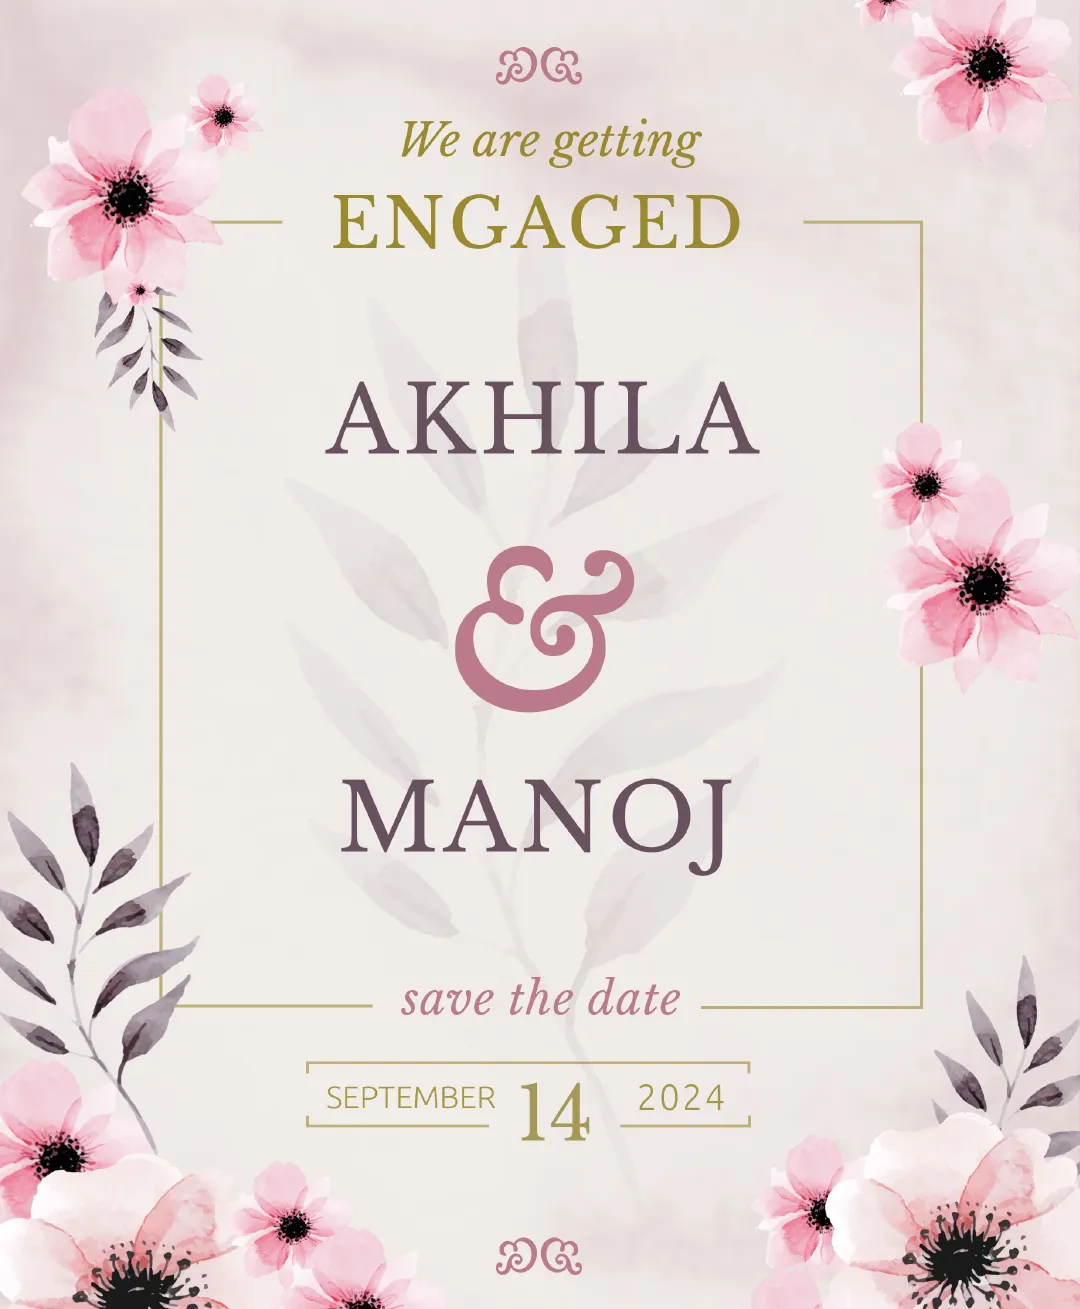 We are getting
ENGAGED
AKHILA
&
MANOJ
save the date
SEPTEMBER 14 2024